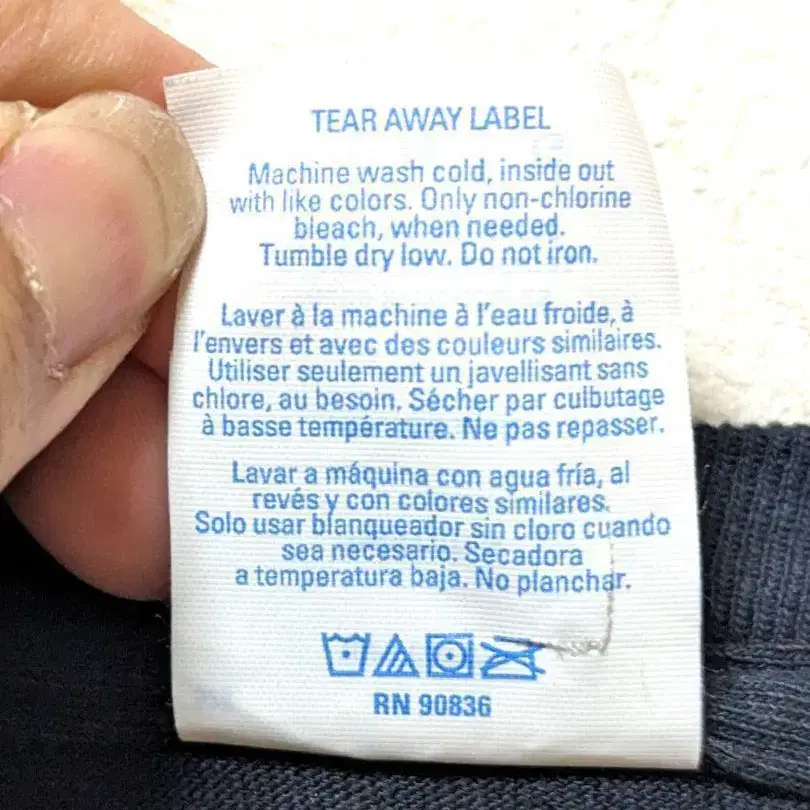 TEAR AWAY LABEL
Machine wash cold, inside out
with like colors. Only non-chlorine
bleach, when needed.
Tumble dry low. Do not iron.
Laver à la machine à l'eau froide, à
l'envers et avec des couleurs similaires.
Utiliser seulement un javellisant sans
chlore, au besoin. Sécher par culbutage
à basse température. Ne pas repasser.
Lavar a máquina con agua fría, al
revés y con colores similares.
Solo usar blanqueador sin cloro cuando
sea necesario. Secadora
a temperatura baja. No planchar.
RN 90836